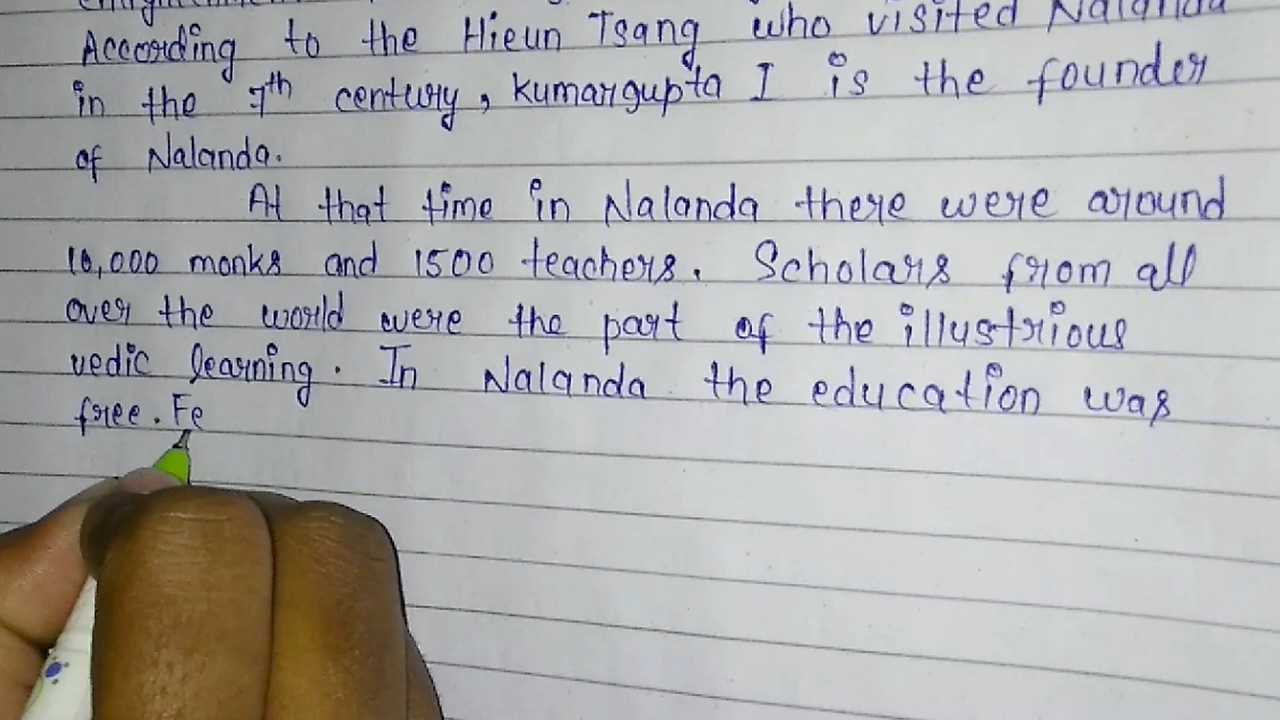 According to the Hieun Tsang who visited Nalanda
in the 7th century, Kumargupta I is the founder
of Nalanda.
At that time in Nalanda there were around
10,000 monks and 1500 teachers. Scholars from all
over the world were the part of the illustrious
vedic learning. In Nalanda the education was
free. Fe